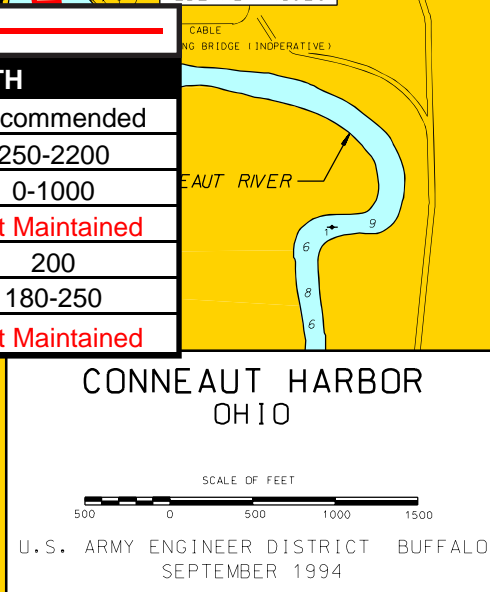 CABLE
NG BRIDGE (INOPERATIVE)
TH
commended
250-2200
0-1000
t Maintained
200
180-250
t Maintained
EAUT RIVER
9
1
6
8
6
CONNEAUT HARBOR
OHIO
SCALE OF FEET
500 0 500 1000 1500
U.S. ARMY ENGINEER DISTRICT BUFFALO
SEPTEMBER 1994